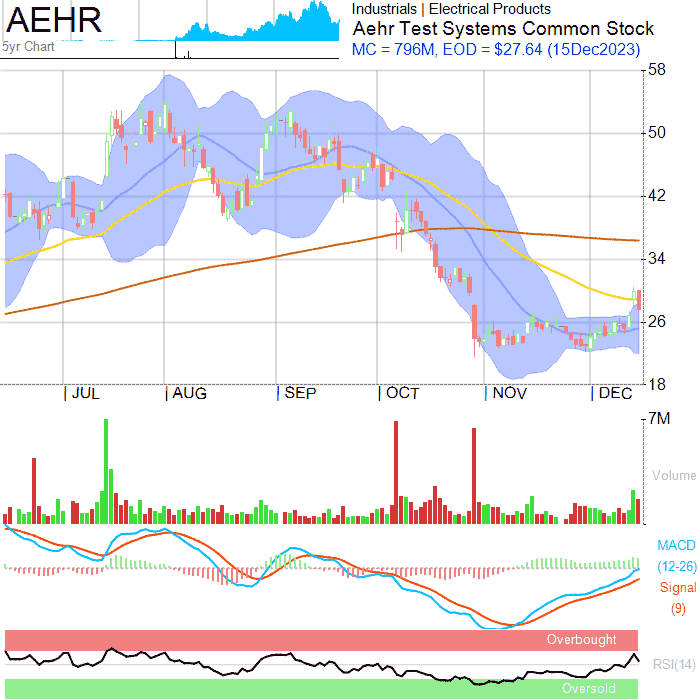 AEHR
5yr Chart
Industrials | Electrical Products
Aehr Test Systems Common Stock
MC = 796M, EOD = $27.64 (15Dec2023)
58
50
42
34
26
18
| JUL | AUG | SEP | OCT | NOV | DEC
7M
Volume
MACD
(12-26)
Signal
(9)
Overbought
RSI(14)
Oversold